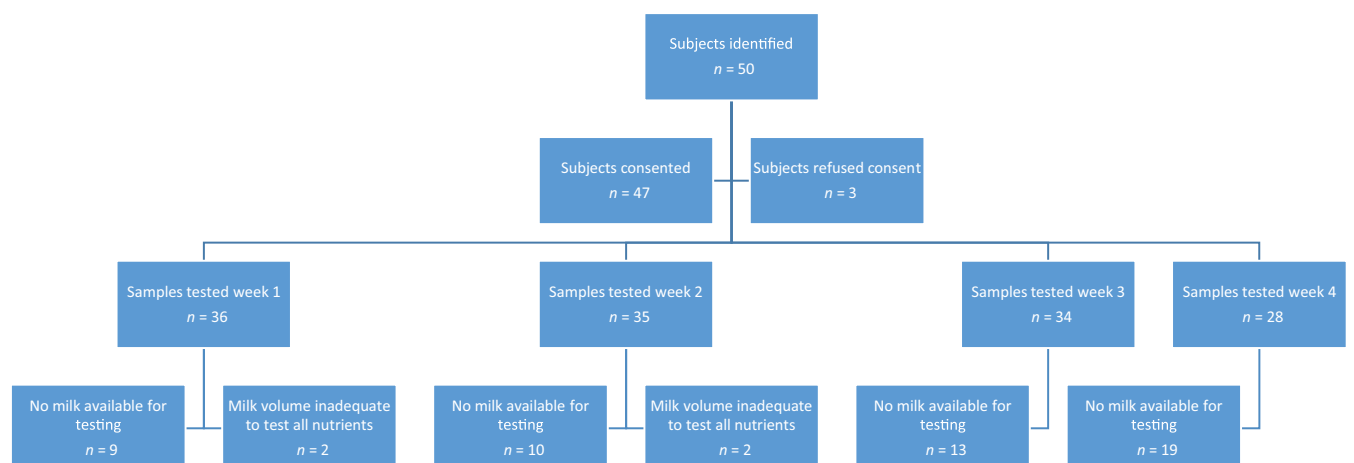 Subjects identified
n = 50
Subjects consented
n = 47
Subjects refused consent
n = 3
Samples tested week 1
n = 36
Samples tested week 2
n = 35
Samples tested week 3
n = 34
Samples tested week 4
n = 28
No milk available for
testing
n = 9
Milk volume inadequate
to test all nutrients
n = 2
No milk available for
testing
n = 10
Milk volume inadequate
to test all nutrients
n = 2
No milk available for
testing
n = 13
No milk available for
testing
n = 19